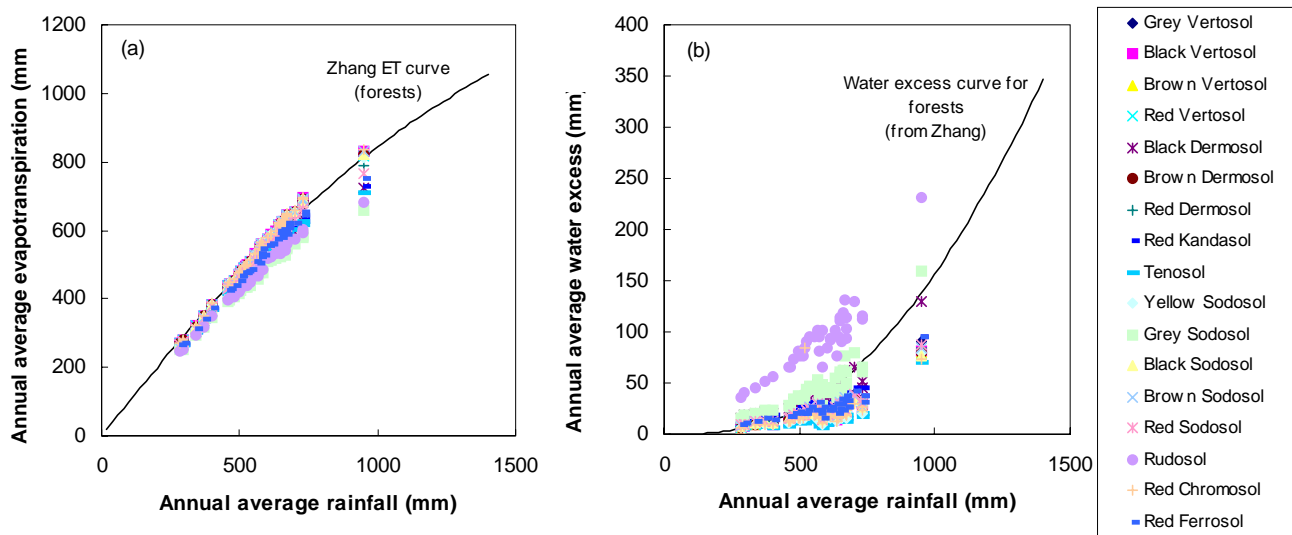 (a)
Zhang ET curve
(forests)
Annual average evapotranspiration (mm
1200
1000
800
600
400
200
0
0
500
1000
1500
Annual average rainfall (mm)
(b)
Water excess curve for
forests
(from Zhang)
Annual average water excess (mm)
400
350
300
250
200
150
100
50
0
0
500
1000
1500
Annual average rainfall (mm)
Grey Vertosol
Black Vertosol
Brown Vertosol
Red Vertosol
Black Dermosol
Brown Dermosol
Red Dermosol
Red Kandasol
Tenosol
Yellow Sodosol
Grey Sodosol
Black Sodosol
Brown Sodosol
Red Sodosol
Rudosol
Red Chromosol
Red Ferrosol